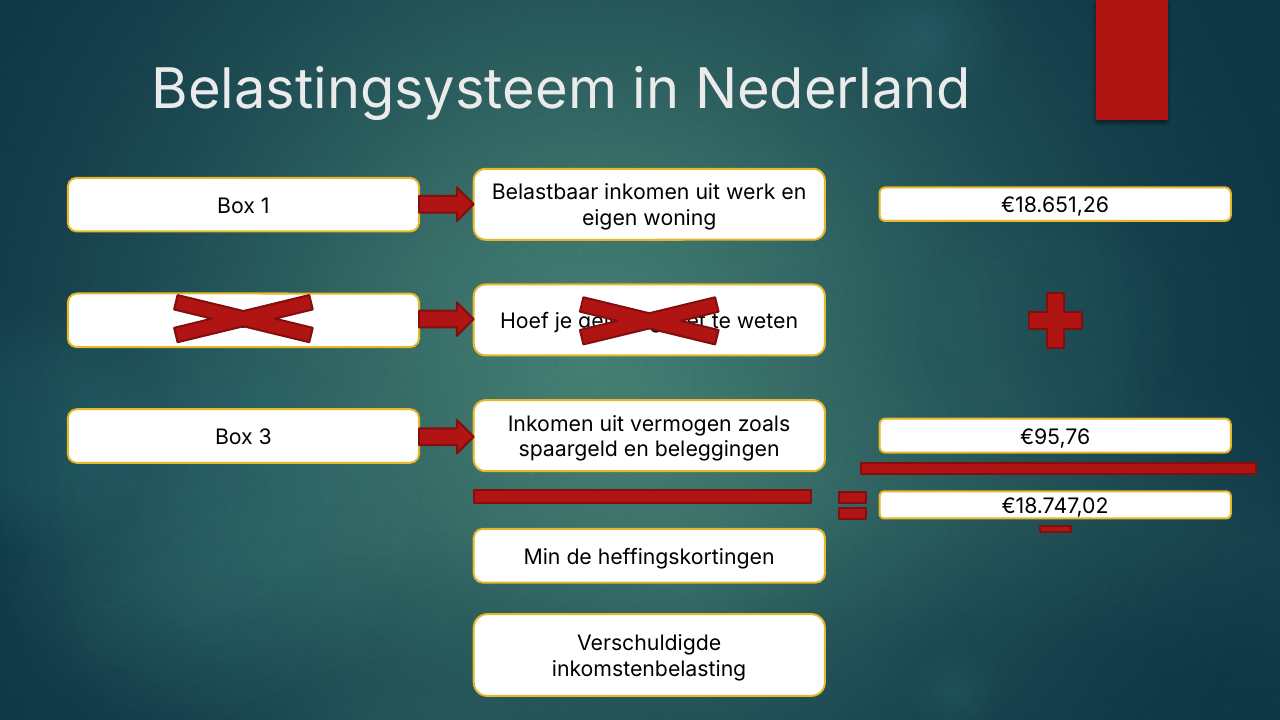 Belastingsysteem in Nederland
Box 1
Belastbaar inkomen uit werk en
eigen woning
€18.651,26
Hoef je te weten
Box 3
Inkomen uit vermogen zoals
spaargeld en beleggingen
€95,76
€18.747,02
Min de heffingskortingen
Verschuldigde
inkomstenbelasting